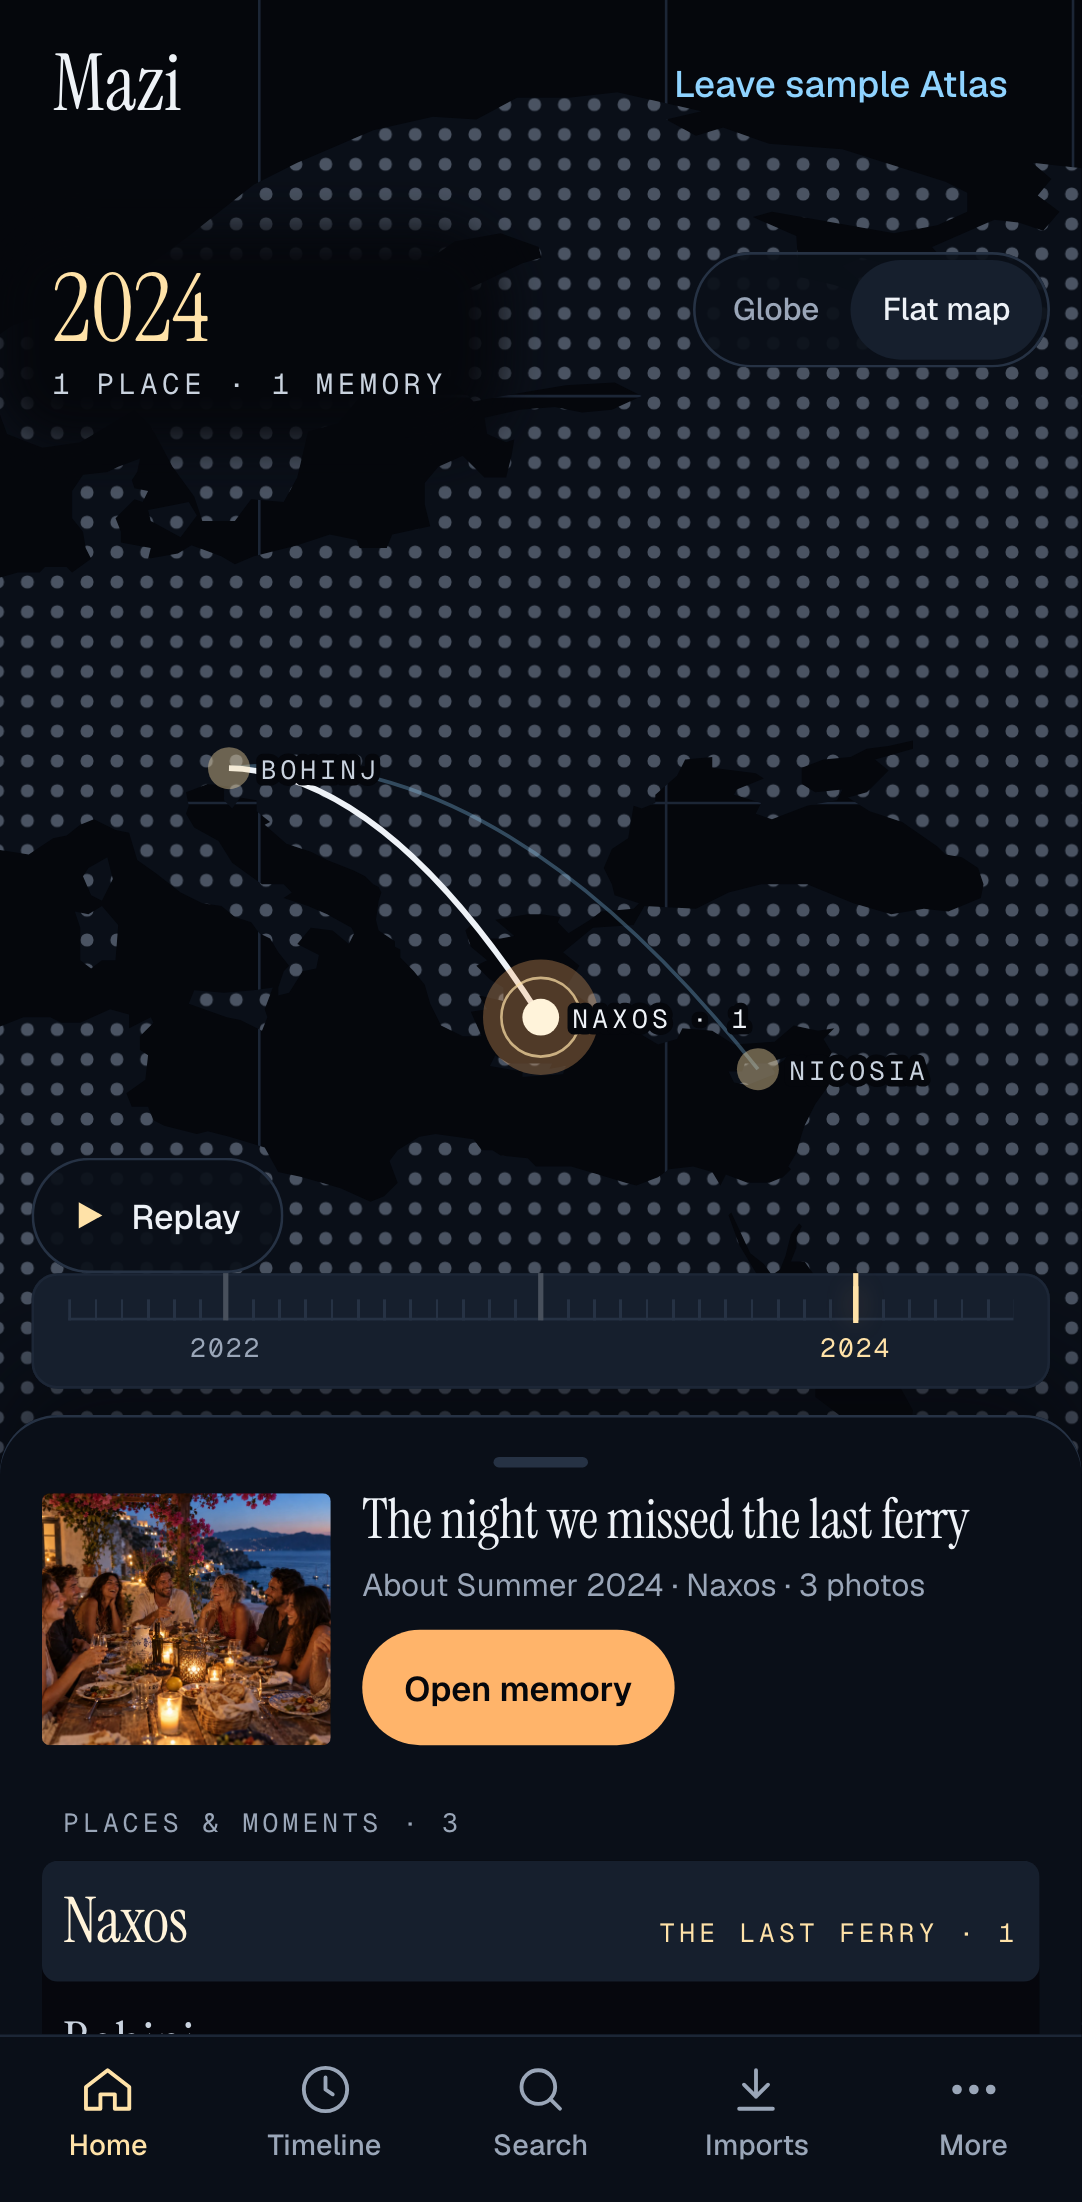 Mazi
Leave sample Atlas
2024
1 PLACE · 1 MEMORY
Globe
Flat map
BOHINJ
NAXOS · 1
NICOSIA
Replay
2022
2024
The night we missed the last ferry
About Summer 2024 · Naxos · 3 photos
Open memory
PLACES & MOMENTS · 3
Naxos
THE LAST FERRY · 1
Home
Timeline
Search
Imports
More